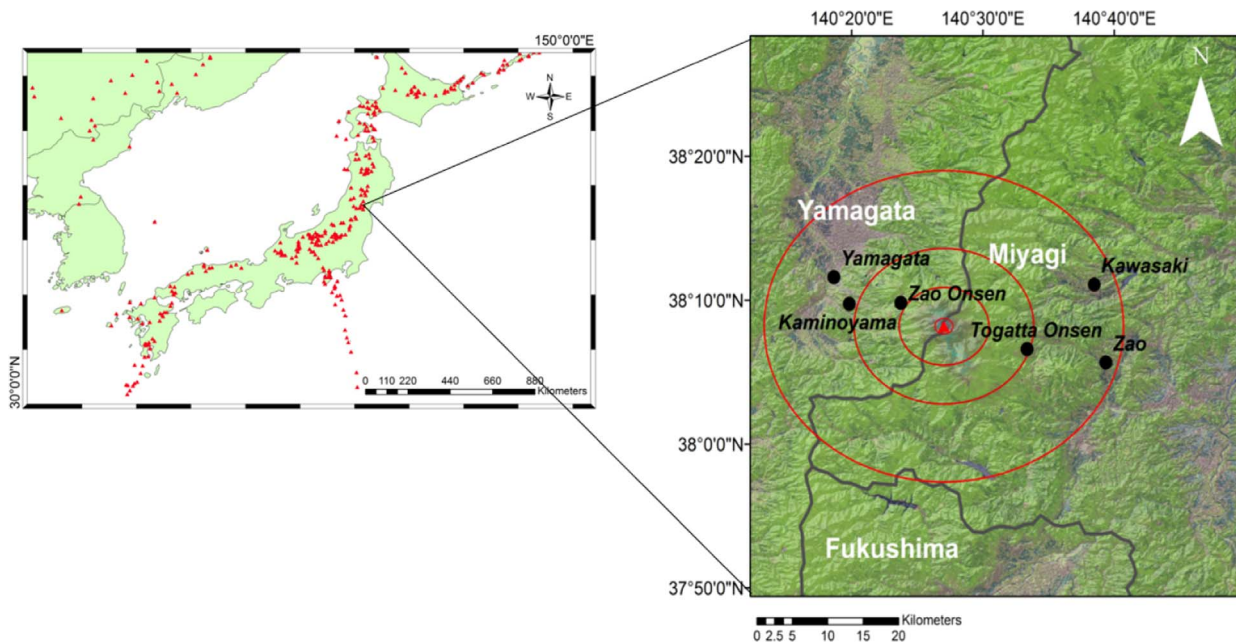 150°0'0"E
N
W E
S
30°0'0"N
0 110 220 440 660 880
Kilometers
140°20'0"E 140°30'0"E 140°40'0"E
N
38°20'0"N
Yamagata
Miyagi
Yamagata
Kawasaki
38°10'0"N
Zao Onsen
Kaminoyama
Togatta Onsen
Zao
38°0'0"N
Fukushima
37°50'0"N
Kilometers
0 2.5 5 10 15 20